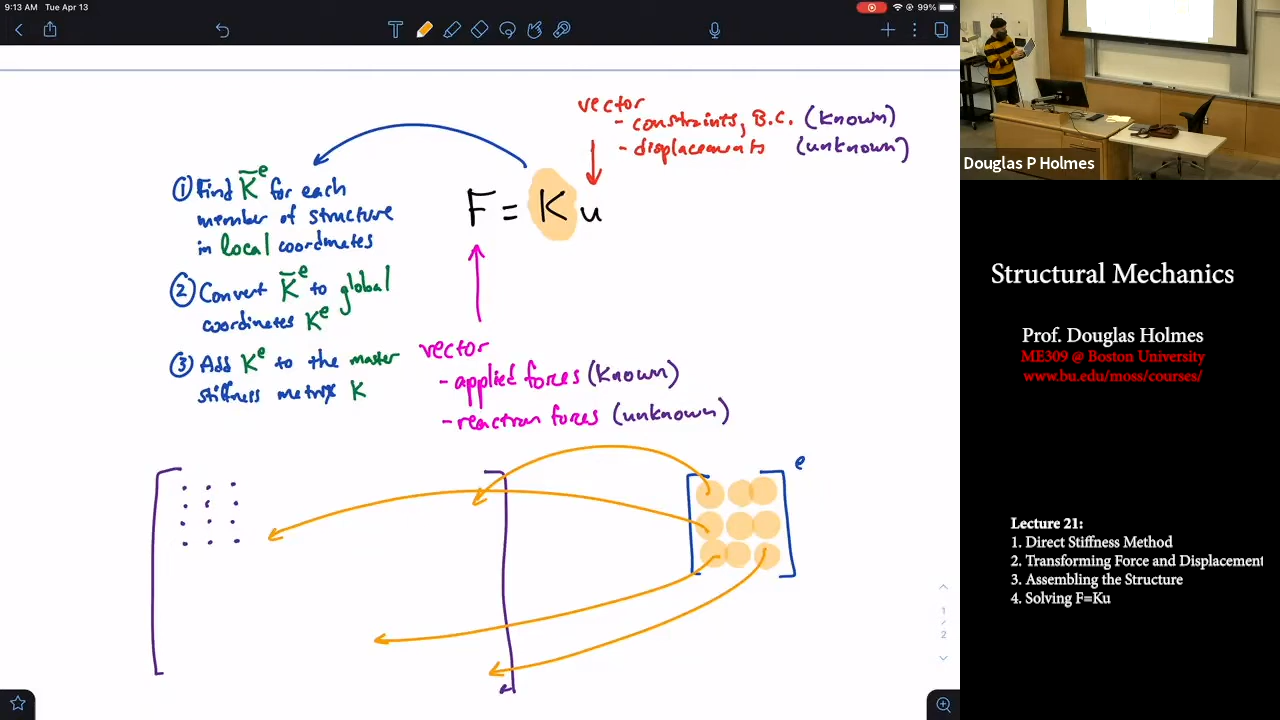 9:13 AM Tue Apr 13
99%
vector
- constraints, B.C. (known)
- displacements (unknown)
① Find K̄ᵉ for each
member of structure
in local coordinates
F = K u
② Convert K̄ᵉ to global
coordinates Kᵉ
③ Add Kᵉ to the master
stiffness matrix K
vector
- applied forces (known)
- reaction forces (unknown)
e
1
/
2
Douglas P Holmes
Structural Mechanics
Prof. Douglas Holmes
ME309 @ Boston University
www.bu.edu/moss/courses/
Lecture 21:
1. Direct Stiffness Method
2. Transforming Force and Displacement
3. Assembling the Structure
4. Solving F=Ku